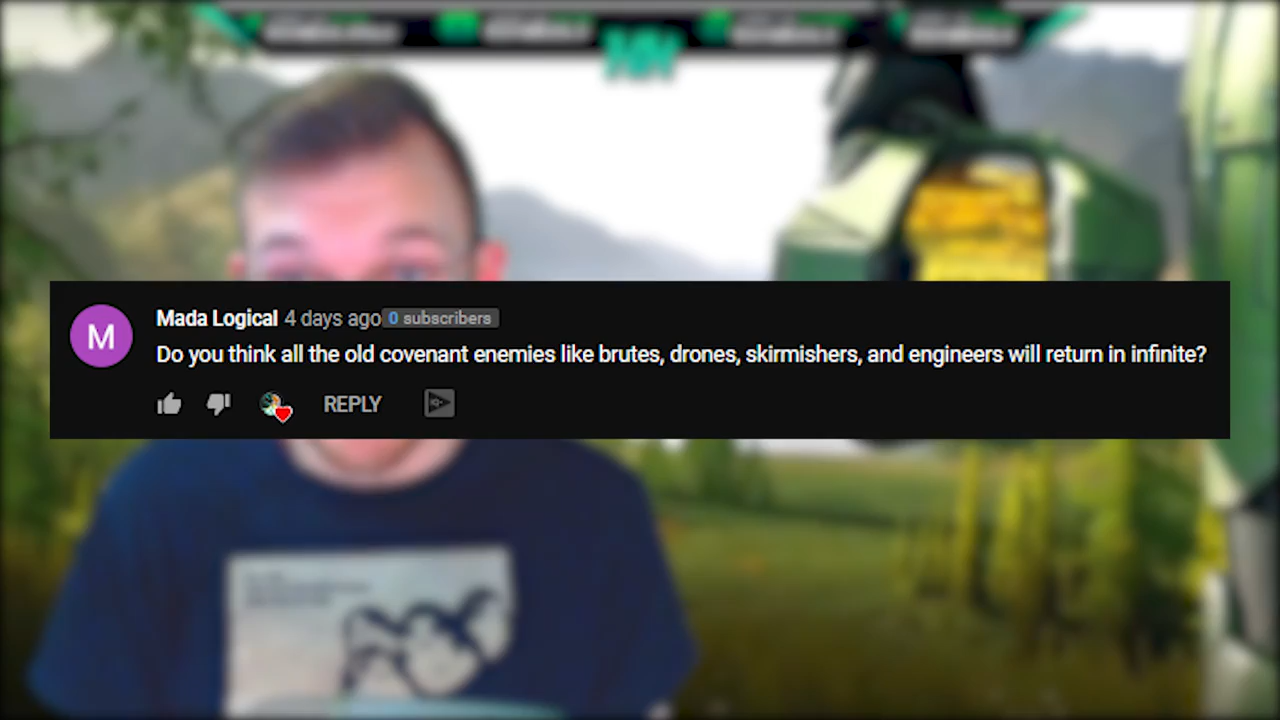 M
Mada Logical 4 days ago 0 subscribers
Do you think all the old covenant enemies like brutes, drones, skirmishers, and engineers will return in infinite?
REPLY